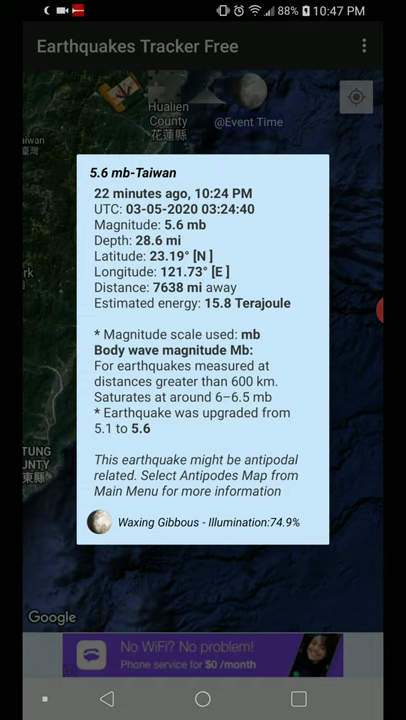 88% 10:47 PM
Earthquakes Tracker Free
Hualien
County
花蓮縣
@Event Time
aiwan
臺灣
5.6 mb-Taiwan
22 minutes ago, 10:24 PM
UTC: 03-05-2020 03:24:40
Magnitude: 5.6 mb
Depth: 28.6 mi
Latitude: 23.19° [N ]
Longitude: 121.73° [E ]
Distance: 7638 mi away
Estimated energy: 15.8 Terajoule
* Magnitude scale used: mb
Body wave magnitude Mb:
For earthquakes measured at
distances greater than 600 km.
Saturates at around 6–6.5 mb
* Earthquake was upgraded from
5.1 to 5.6
This earthquake might be antipodal
related. Select Antipodes Map from
Main Menu for more information
Waxing Gibbous - Illumination:74.9%
rk
TUNG
UNTY
東縣
Google
No WiFi? No problem!
Phone service for $0/month